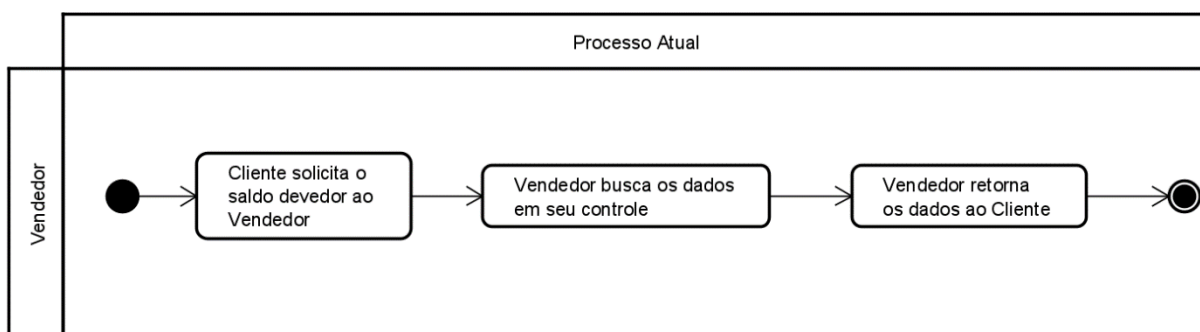 Processo Atual
Vendedor
Cliente solicita o
saldo devedor ao
Vendedor
Vendedor busca os dados
em seu controle
Vendedor retorna
os dados ao Cliente